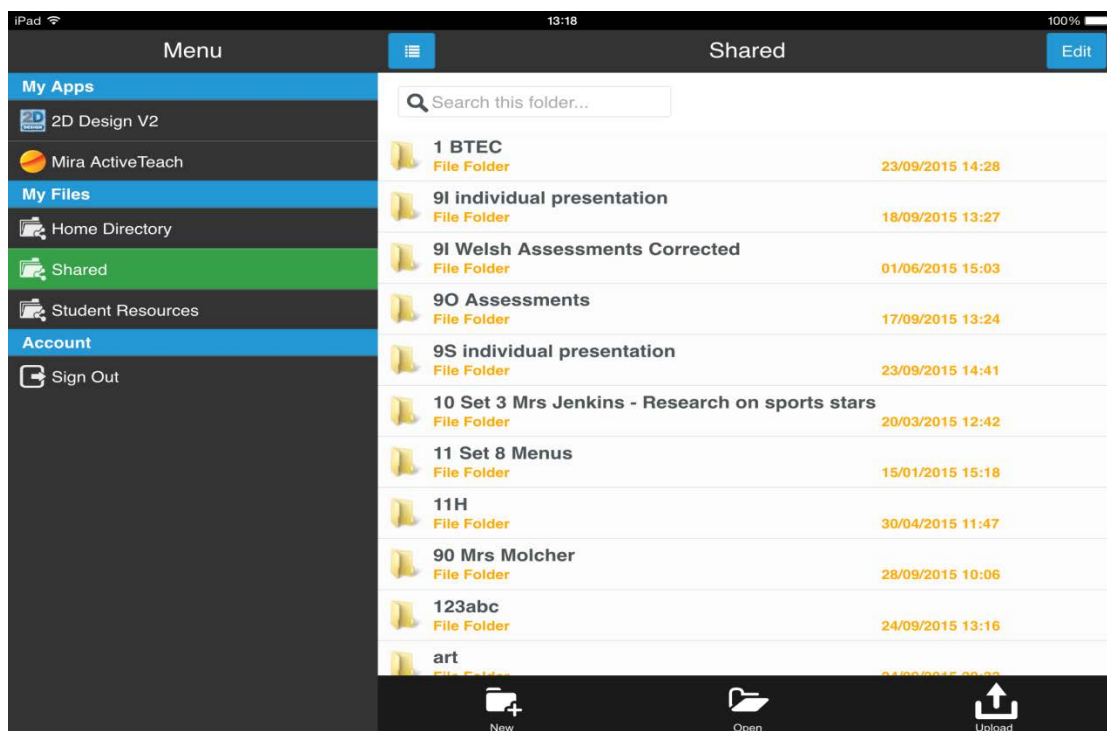 iPad 13:18 100%
Menu
My Apps
2D Design V2
Mira ActiveTeach
My Files
Home Directory
Shared
Student Resources
Account
Sign Out
Shared Edit
Search this folder...
1 BTEC
File Folder 23/09/2015 14:28
9I individual presentation
File Folder 18/09/2015 13:27
9I Welsh Assessments Corrected
File Folder 01/06/2015 15:03
9O Assessments
File Folder 17/09/2015 13:24
9S individual presentation
File Folder 23/09/2015 14:41
10 Set 3 Mrs Jenkins - Research on sports stars
File Folder 20/03/2015 12:42
11 Set 8 Menus
File Folder 15/01/2015 15:18
11H
File Folder 30/04/2015 11:47
90 Mrs Molcher
File Folder 28/09/2015 10:06
123abc
File Folder 24/09/2015 13:16
art
File Folder
New Open Upload